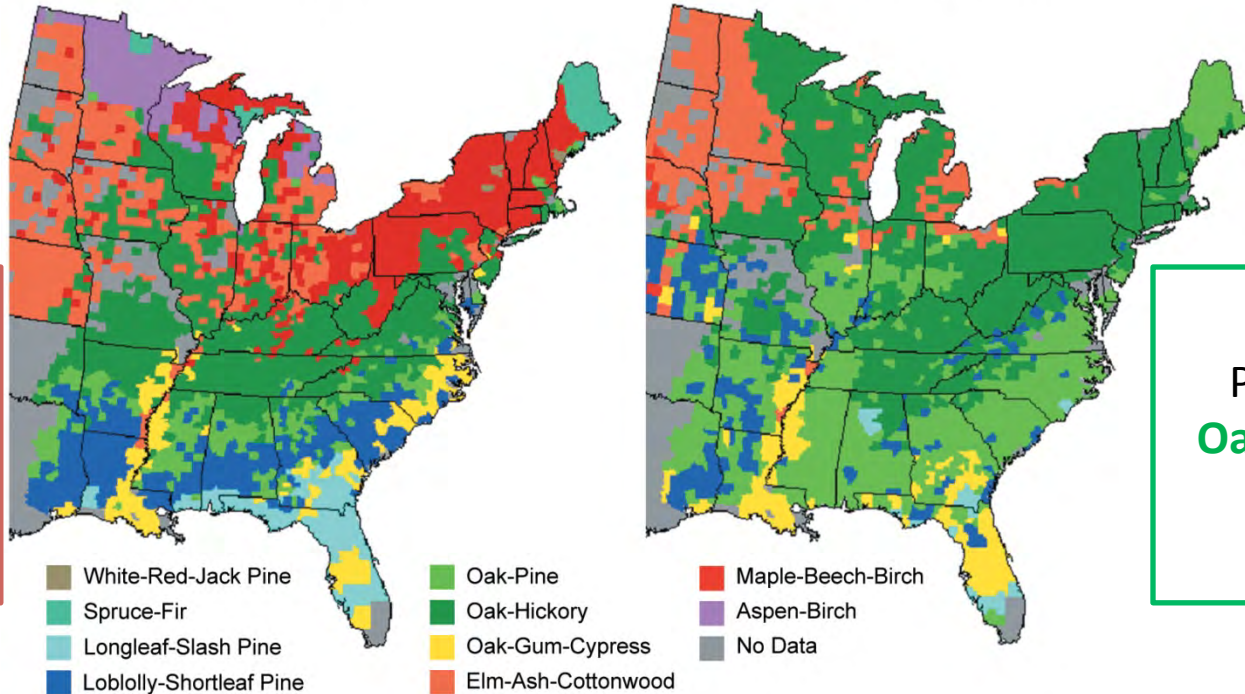 P
Oa
White-Red-Jack Pine
Spruce-Fir
Longleaf-Slash Pine
Loblolly-Shortleaf Pine
Oak-Pine
Oak-Hickory
Oak-Gum-Cypress
Elm-Ash-Cottonwood
Maple-Beech-Birch
Aspen-Birch
No Data